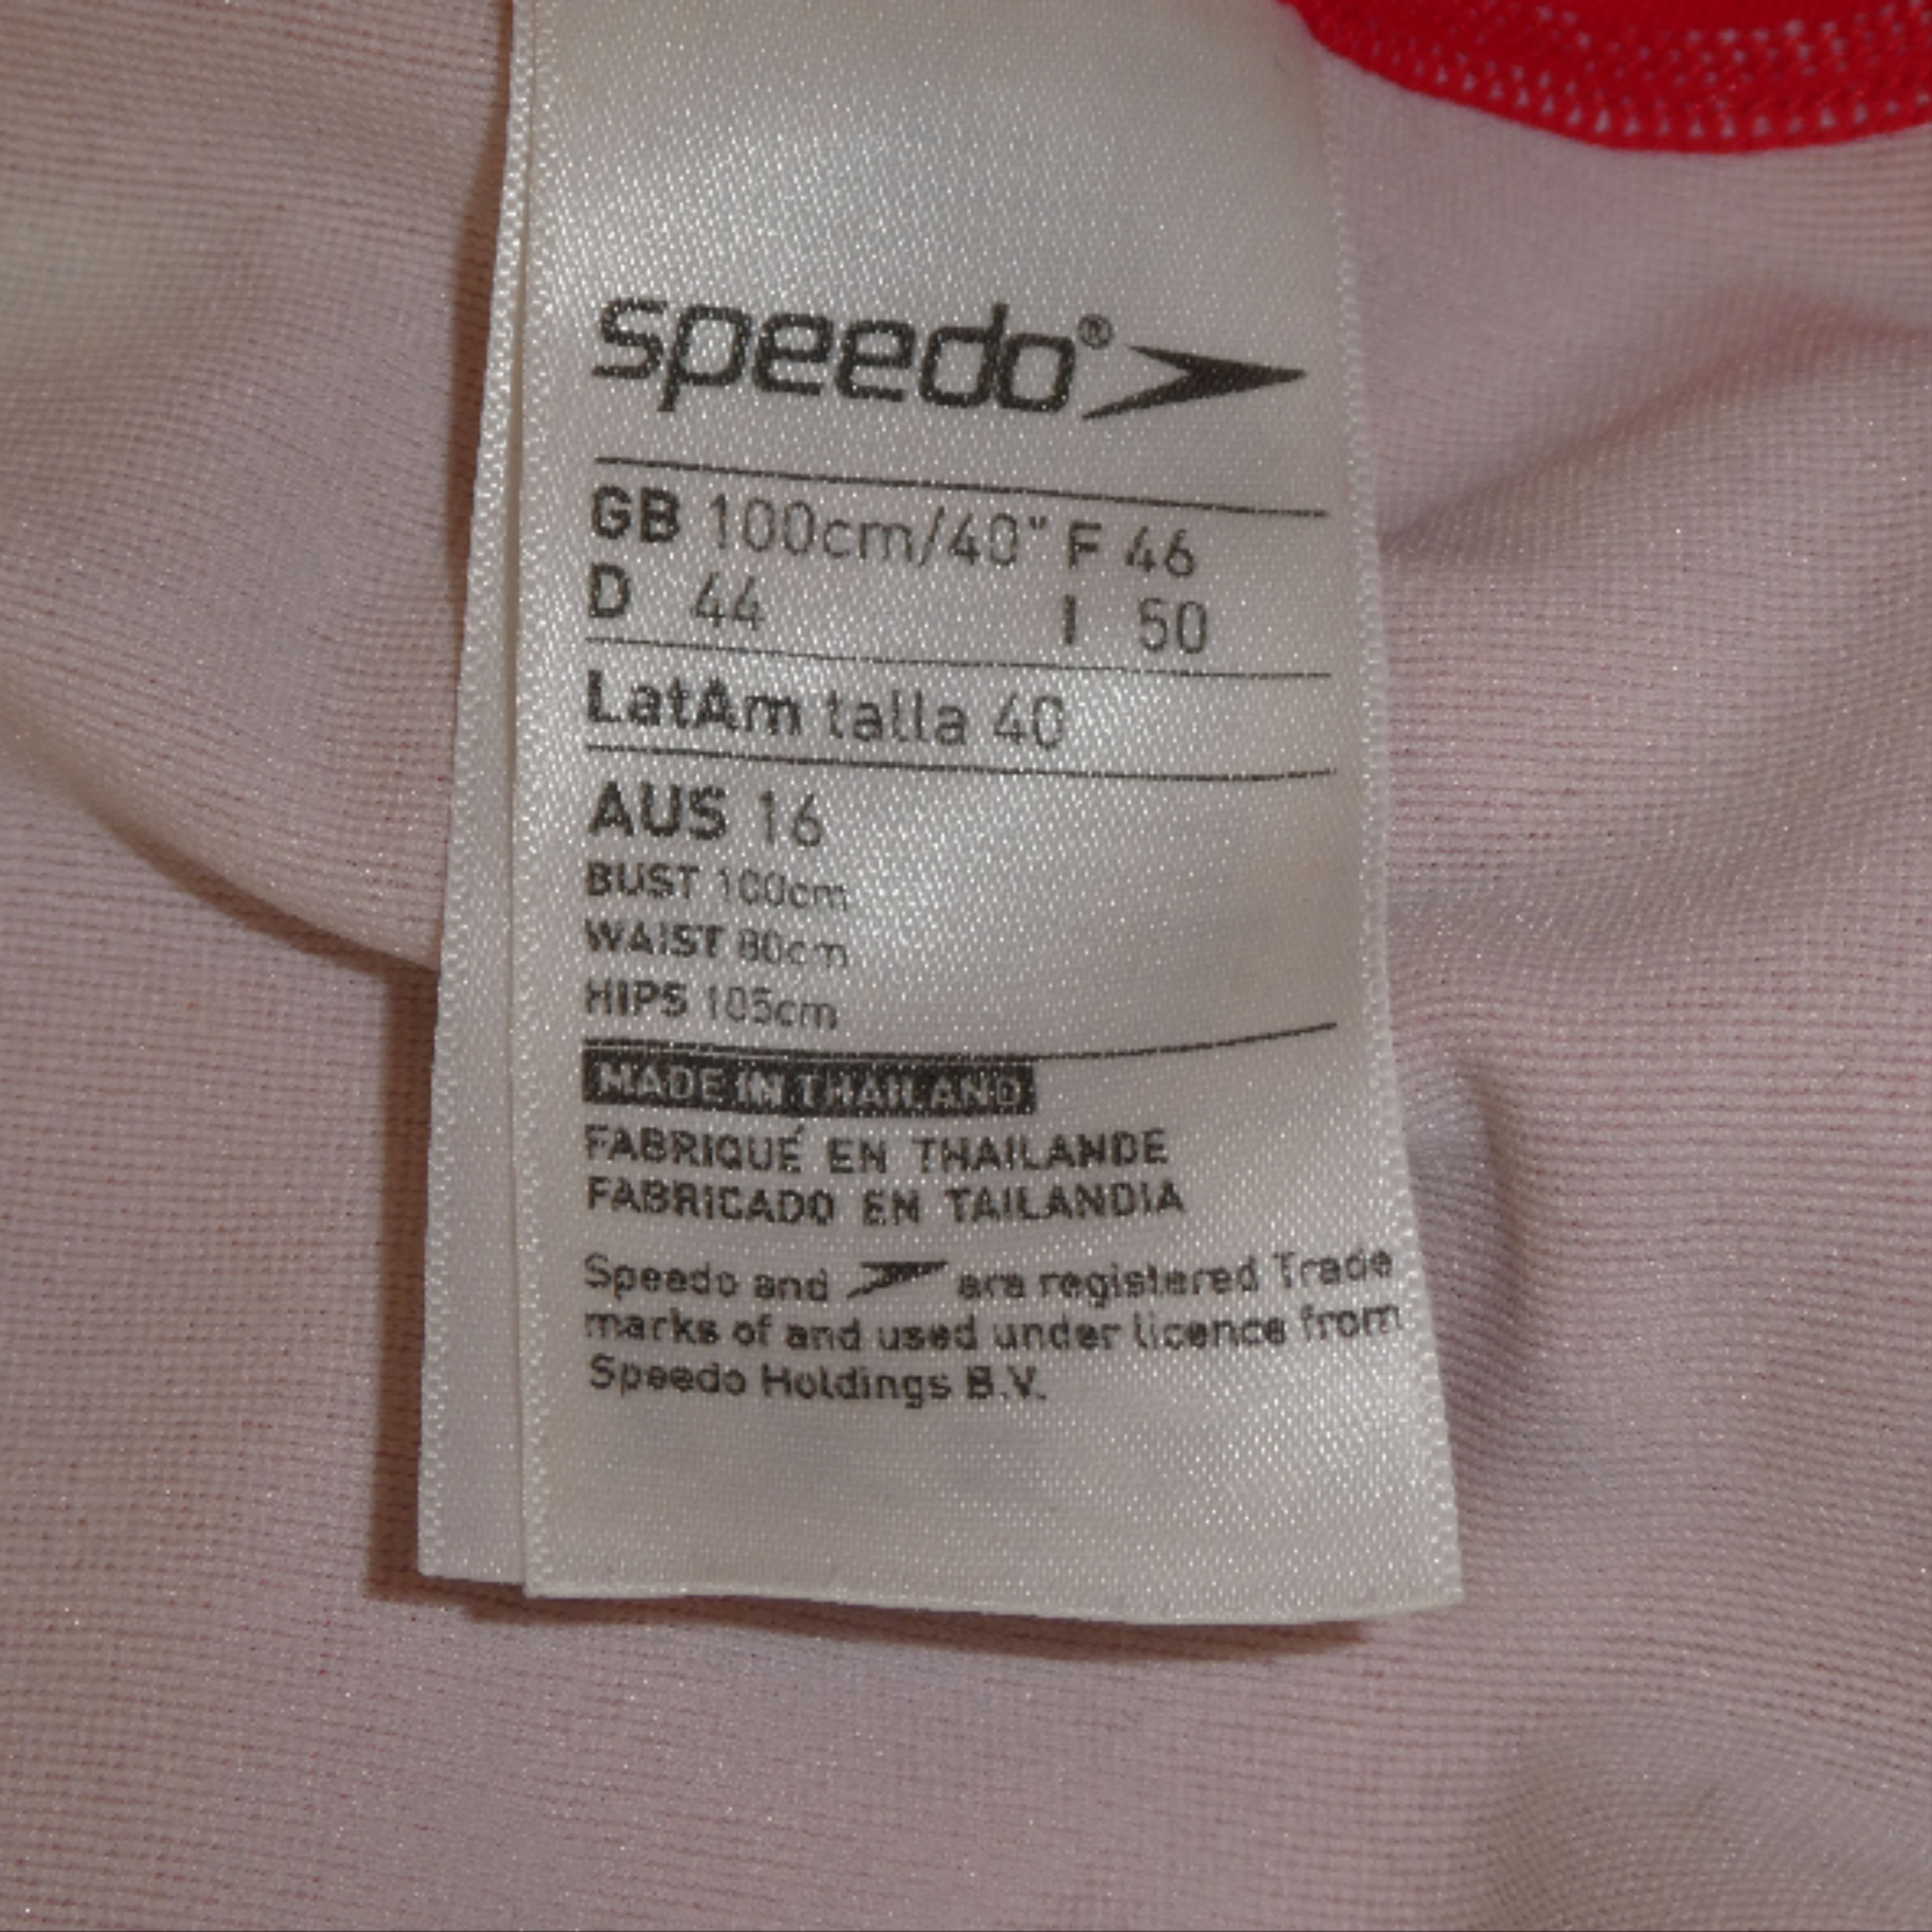 speedo®
GB 100cm/40" F 46
D 44 I 50
LatAm talla 40
AUS 16
BUST 100cm
WAIST 80cm
HIPS 105cm
MADE IN THAILAND
FABRIQUÉ EN THAILANDE
FABRICADO EN TAILANDIA
Speedo and are registered Trade
marks of and used under licence from
Speedo Holdings B.V.